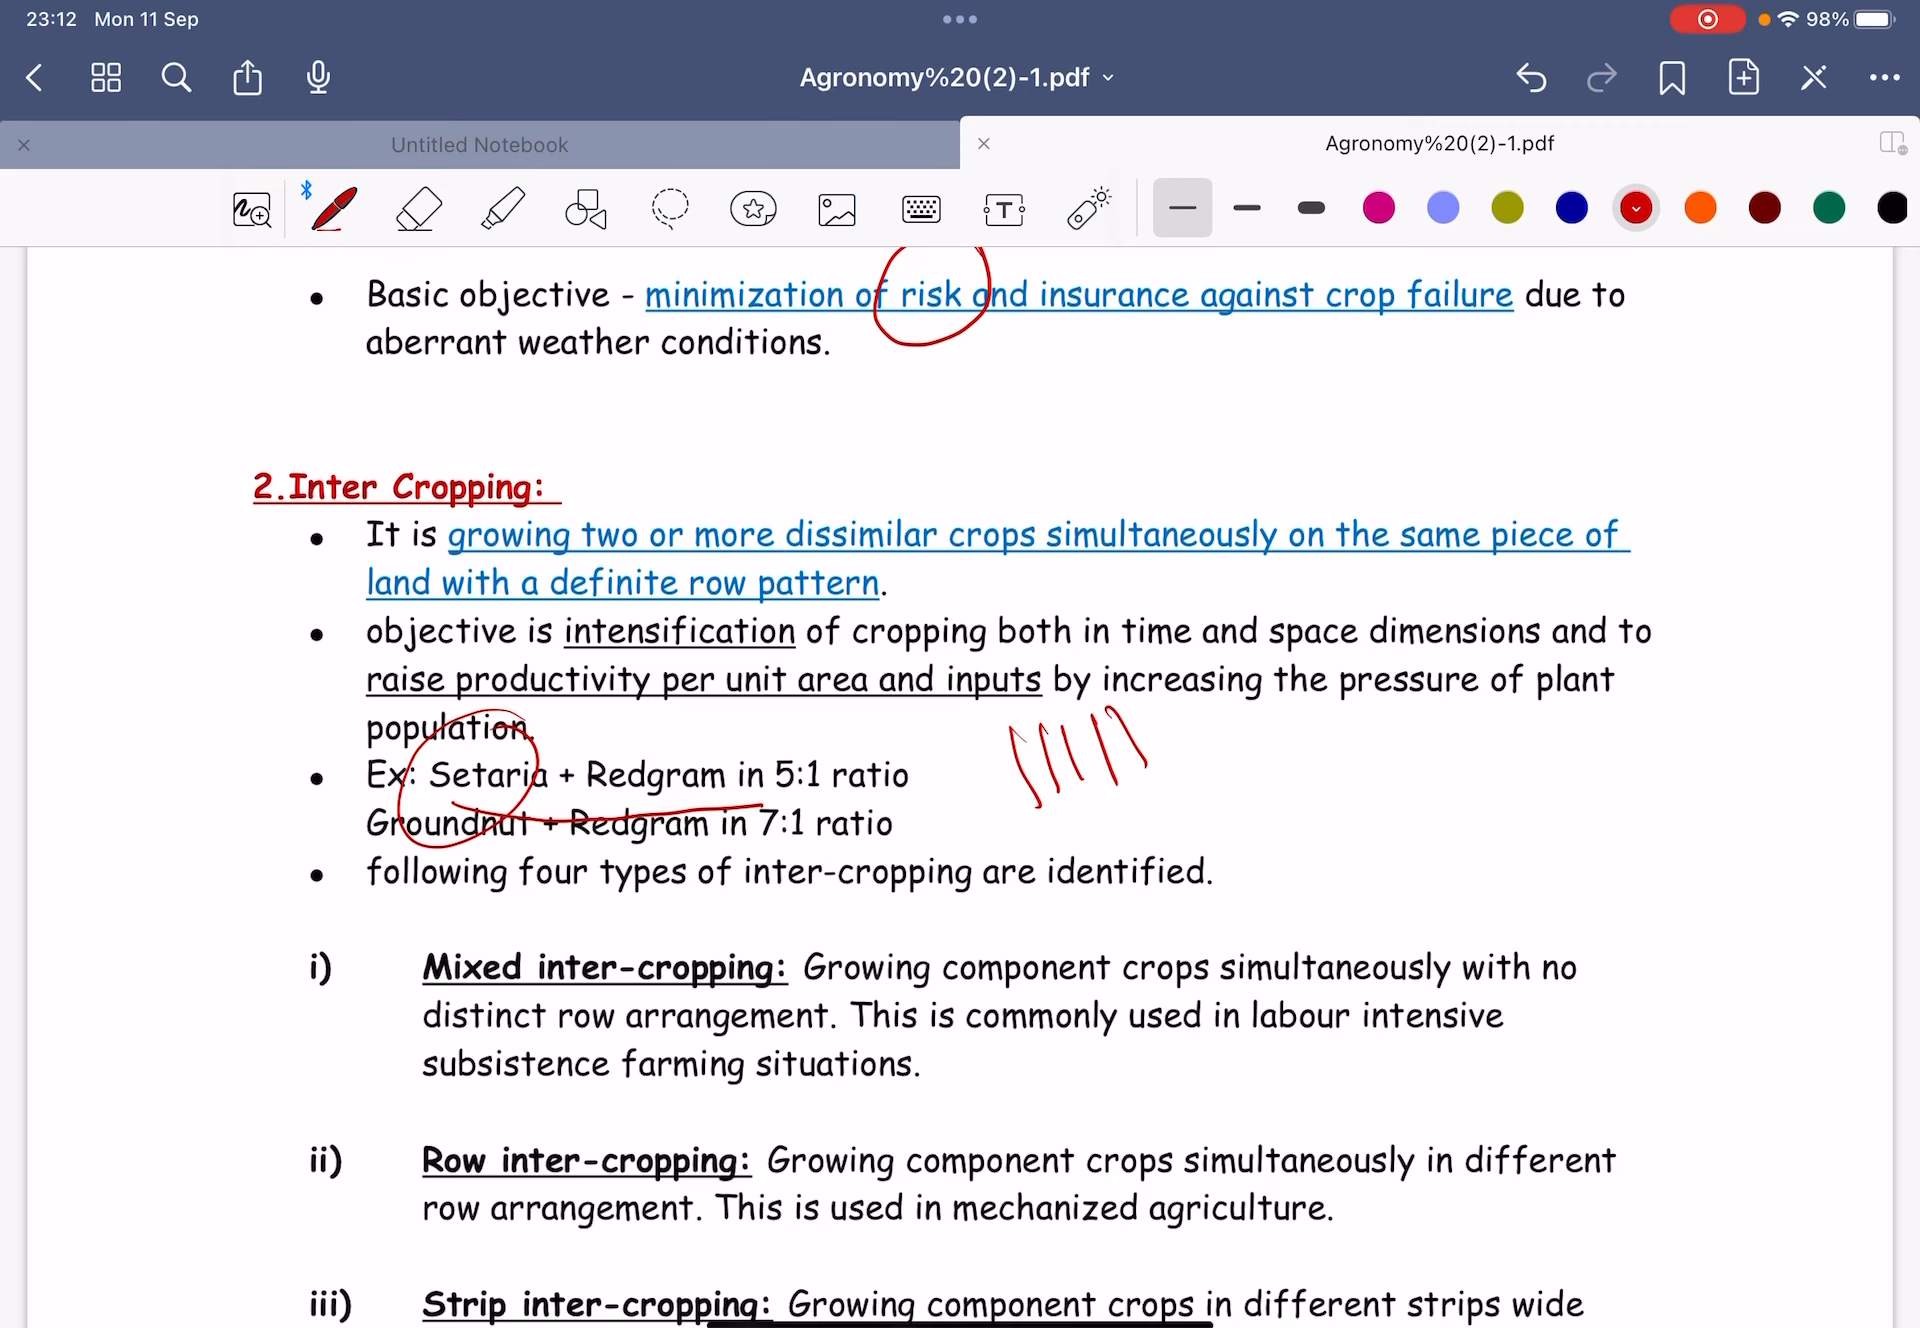 23:12 Mon 11 Sep
98%
Agronomy%20(2)-1.pdf
Untitled Notebook
Agronomy%20(2)-1.pdf
• Basic objective - minimization of risk and insurance against crop failure due to
aberrant weather conditions.
2.Inter Cropping:
• It is growing two or more dissimilar crops simultaneously on the same piece of
land with a definite row pattern.
• objective is intensification of cropping both in time and space dimensions and to
raise productivity per unit area and inputs by increasing the pressure of plant
population.
• Ex: Setaria + Redgram in 5:1 ratio
Groundnut + Redgram in 7:1 ratio
• following four types of inter-cropping are identified.
i) Mixed inter-cropping: Growing component crops simultaneously with no
distinct row arrangement. This is commonly used in labour intensive
subsistence farming situations.
ii) Row inter-cropping: Growing component crops simultaneously in different
row arrangement. This is used in mechanized agriculture.
iii) Strip inter-cropping: Growing component crops in different strips wide